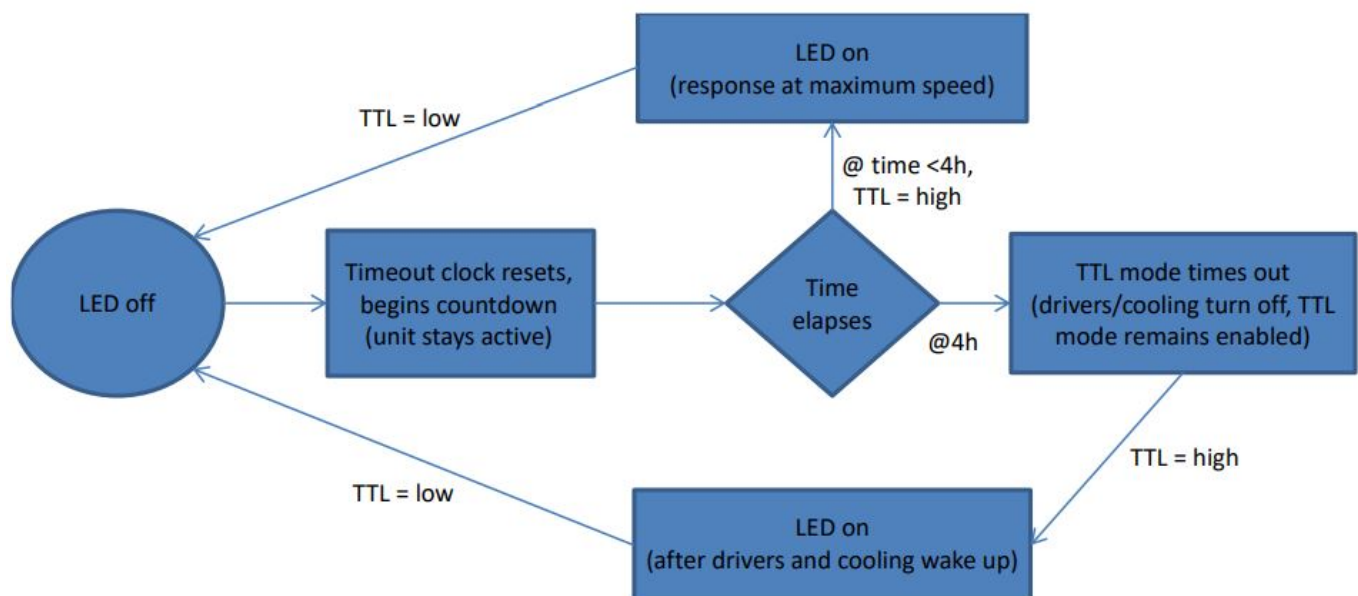 LED on
(response at maximum speed)
TTL = low
@ time <4h,
TTL = high
LED off
Timeout clock resets,
begins countdown
(unit stays active)
Time
elapses
@4h
TTL mode times out
(drivers/cooling turn off, TTL
mode remains enabled)
TTL = high
TTL = low
LED on
(after drivers and cooling wake up)